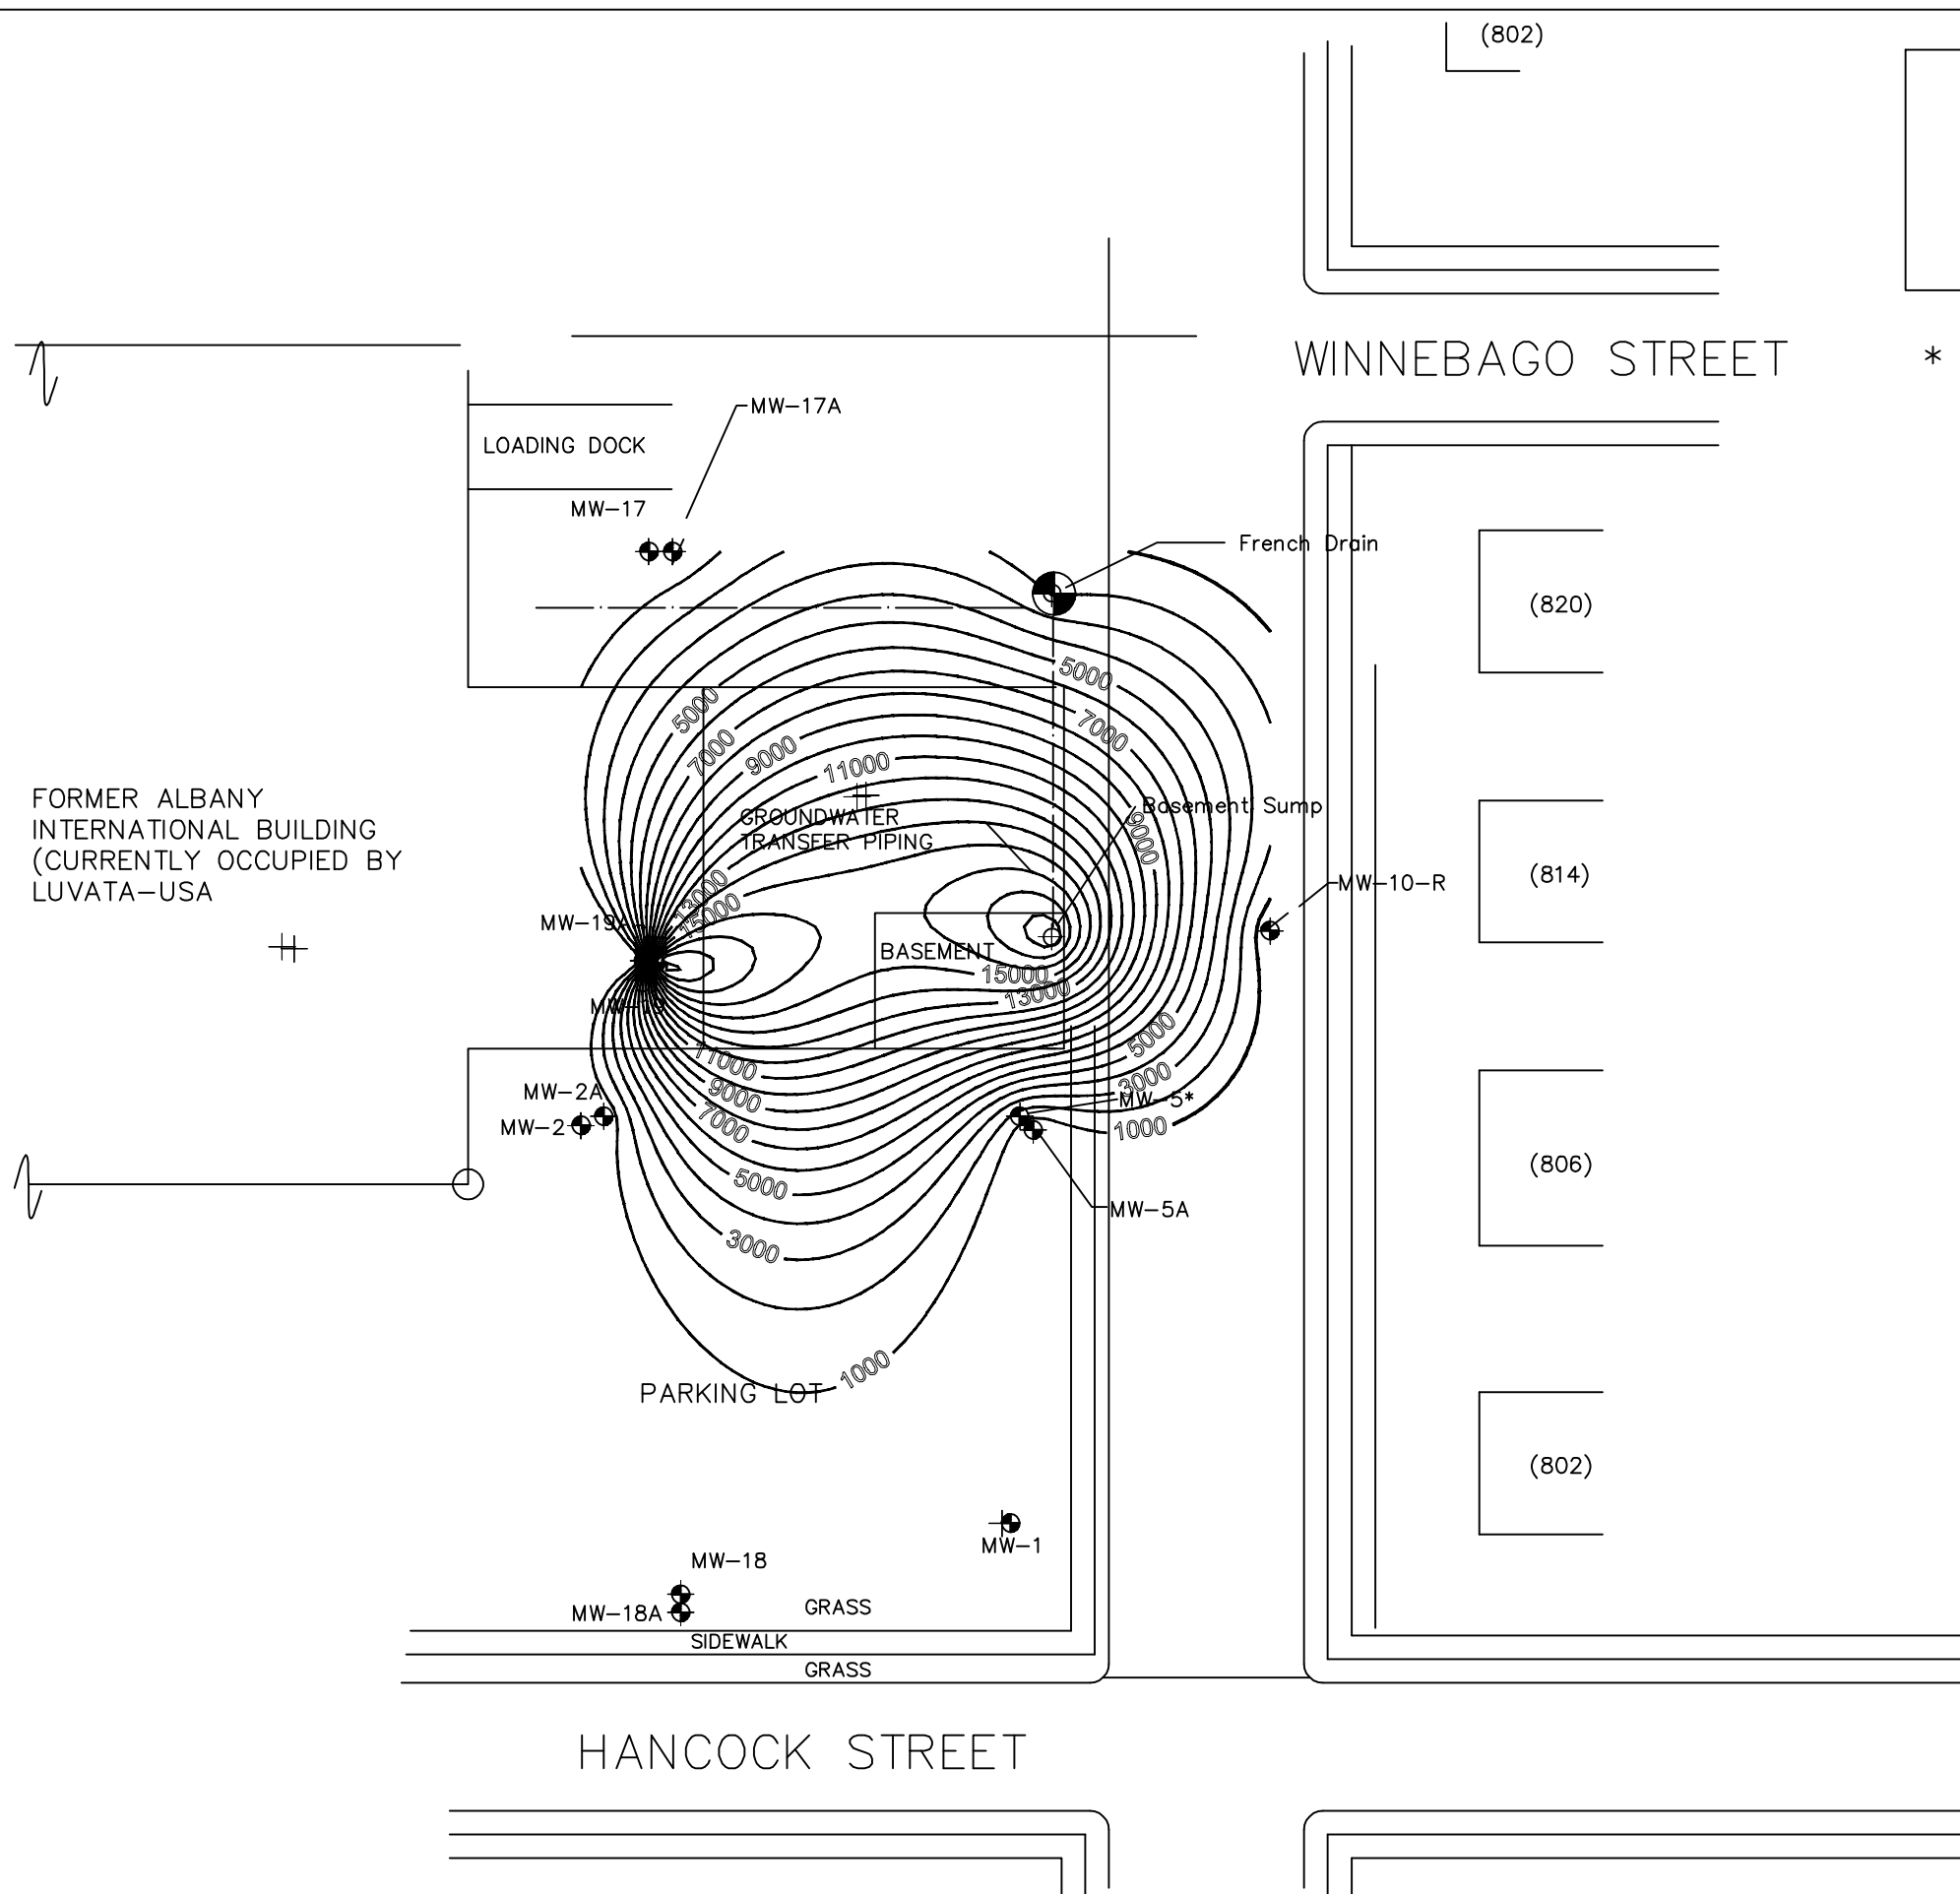 (802)
WINNEBAGO STREET *
MW-17A
LOADING DOCK
MW-17
French Drain
(820)
5000
5000
7000
7000
9000
11000
FORMER ALBANY
INTERNATIONAL BUILDING
(CURRENTLY OCCUPIED BY
LUVATA-USA
GROUNDWATER
TRANSFER PIPING
Basement Sump
9000
(814)
MW-10-R
13000
15000
MW-19A
BASEMENT
15000
13000
MW-19
5000
11000
3000
9000
7000
MW-2A
MW-2
MW-5*
1000
(806)
5000
MW-5A
3000
1000
PARKING LOT
(802)
MW-1
MW-18
MW-18A
GRASS
SIDEWALK
GRASS
HANCOCK STREET